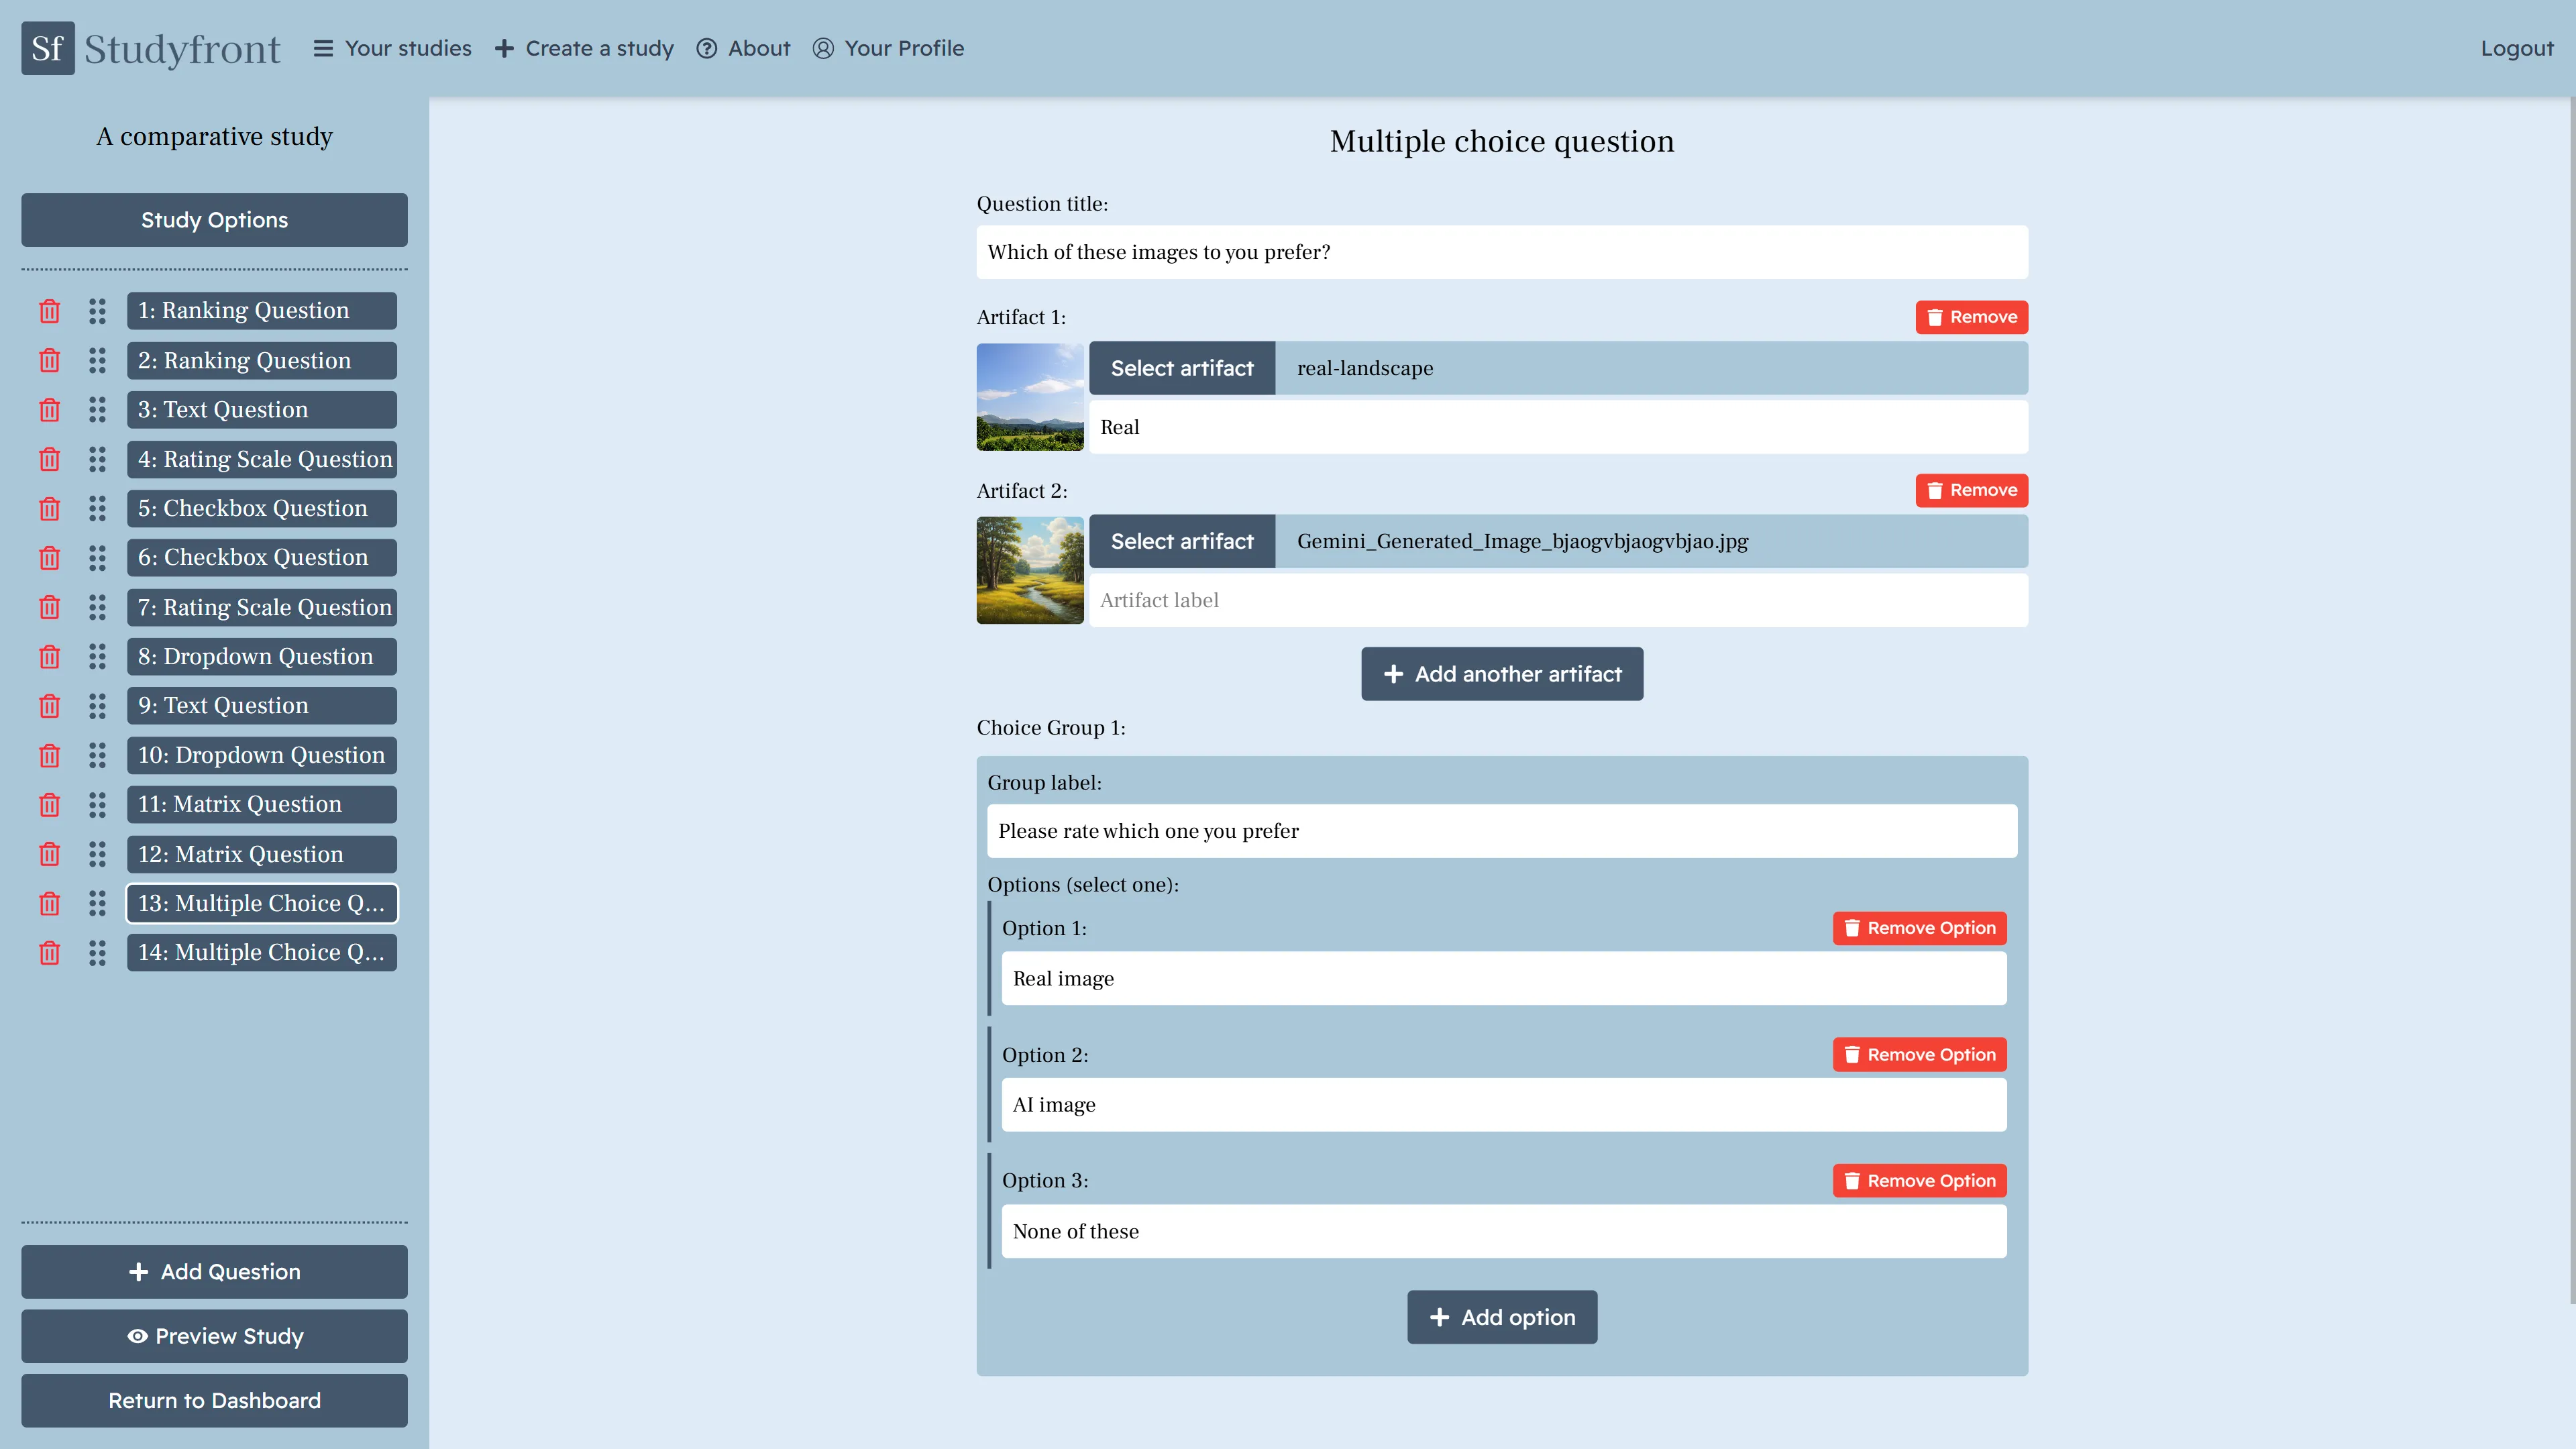 Sf Studyfront Your studies Create a study About Your Profile Logout
A comparative study
Study Options
1: Ranking Question
2: Ranking Question
3: Text Question
4: Rating Scale Question
5: Checkbox Question
6: Checkbox Question
7: Rating Scale Question
8: Dropdown Question
9: Text Question
10: Dropdown Question
11: Matrix Question
12: Matrix Question
13: Multiple Choice Q...
14: Multiple Choice Q...
Add Question
Preview Study
Return to Dashboard
Multiple choice question
Question title:
Which of these images to you prefer?
Artifact 1: Remove
Select artifact real-landscape
Real
Artifact 2: Remove
Select artifact Gemini_Generated_Image_bjaogvbjaogvbjao.jpg
Artifact label
Add another artifact
Choice Group 1:
Group label:
Please rate which one you prefer
Options (select one):
Option 1: Remove Option
Real image
Option 2: Remove Option
AI image
Option 3: Remove Option
None of these
Add option